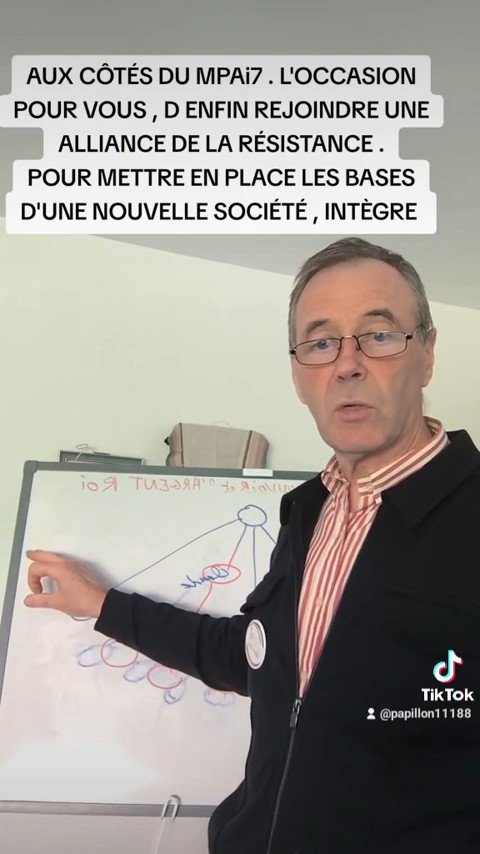 AUX CÔTÉS DU MPAi7 . L'OCCASION
POUR VOUS , D ENFIN REJOINDRE UNE
ALLIANCE DE LA RÉSISTANCE .
POUR METTRE EN PLACE LES BASES
D'UNE NOUVELLE SOCIÉTÉ , INTÈGRE
et l'ARGENT Roi
TikTok
@papillon11188